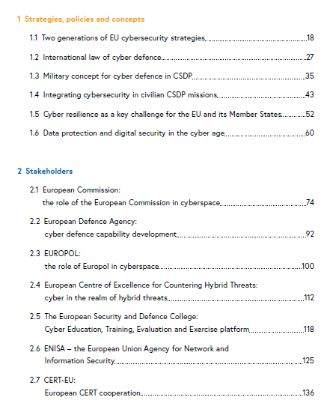 1 Strategies, policies and concepts
1.1 Two generations of EU cybersecurity strategies.......................................18
1.2 International law of cyber defence.......................................27
1.3 Military concept for cyber defence in CSDP.......................................35
1.4 Integrating cybersecurity in civilian CSDP missions.......................................43
1.5 Cyber resilience as a key challenge for the EU and its Member States.........52
1.6 Data protection and digital security in the cyber age.......................................60
2 Stakeholders
2.1 European Commission:
the role of the European Commission in cyberspace.......................................74
2.2 European Defence Agency:
cyber defence capability development.......................................92
2.3 EUROPOL:
the role of Europol in cyberspace.......................................100
2.4 European Centre of Excellence for Countering Hybrid Threats:
cyber in the realm of hybrid threats.......................................112
2.5 The European Security and Defence College:
Cyber Education, Training, Evaluation and Exercise platform...................118
2.6 ENISA – the European Union Agency for Network and
Information Security.......................................125
2.7 CERT-EU:
European CERT cooperation.......................................136